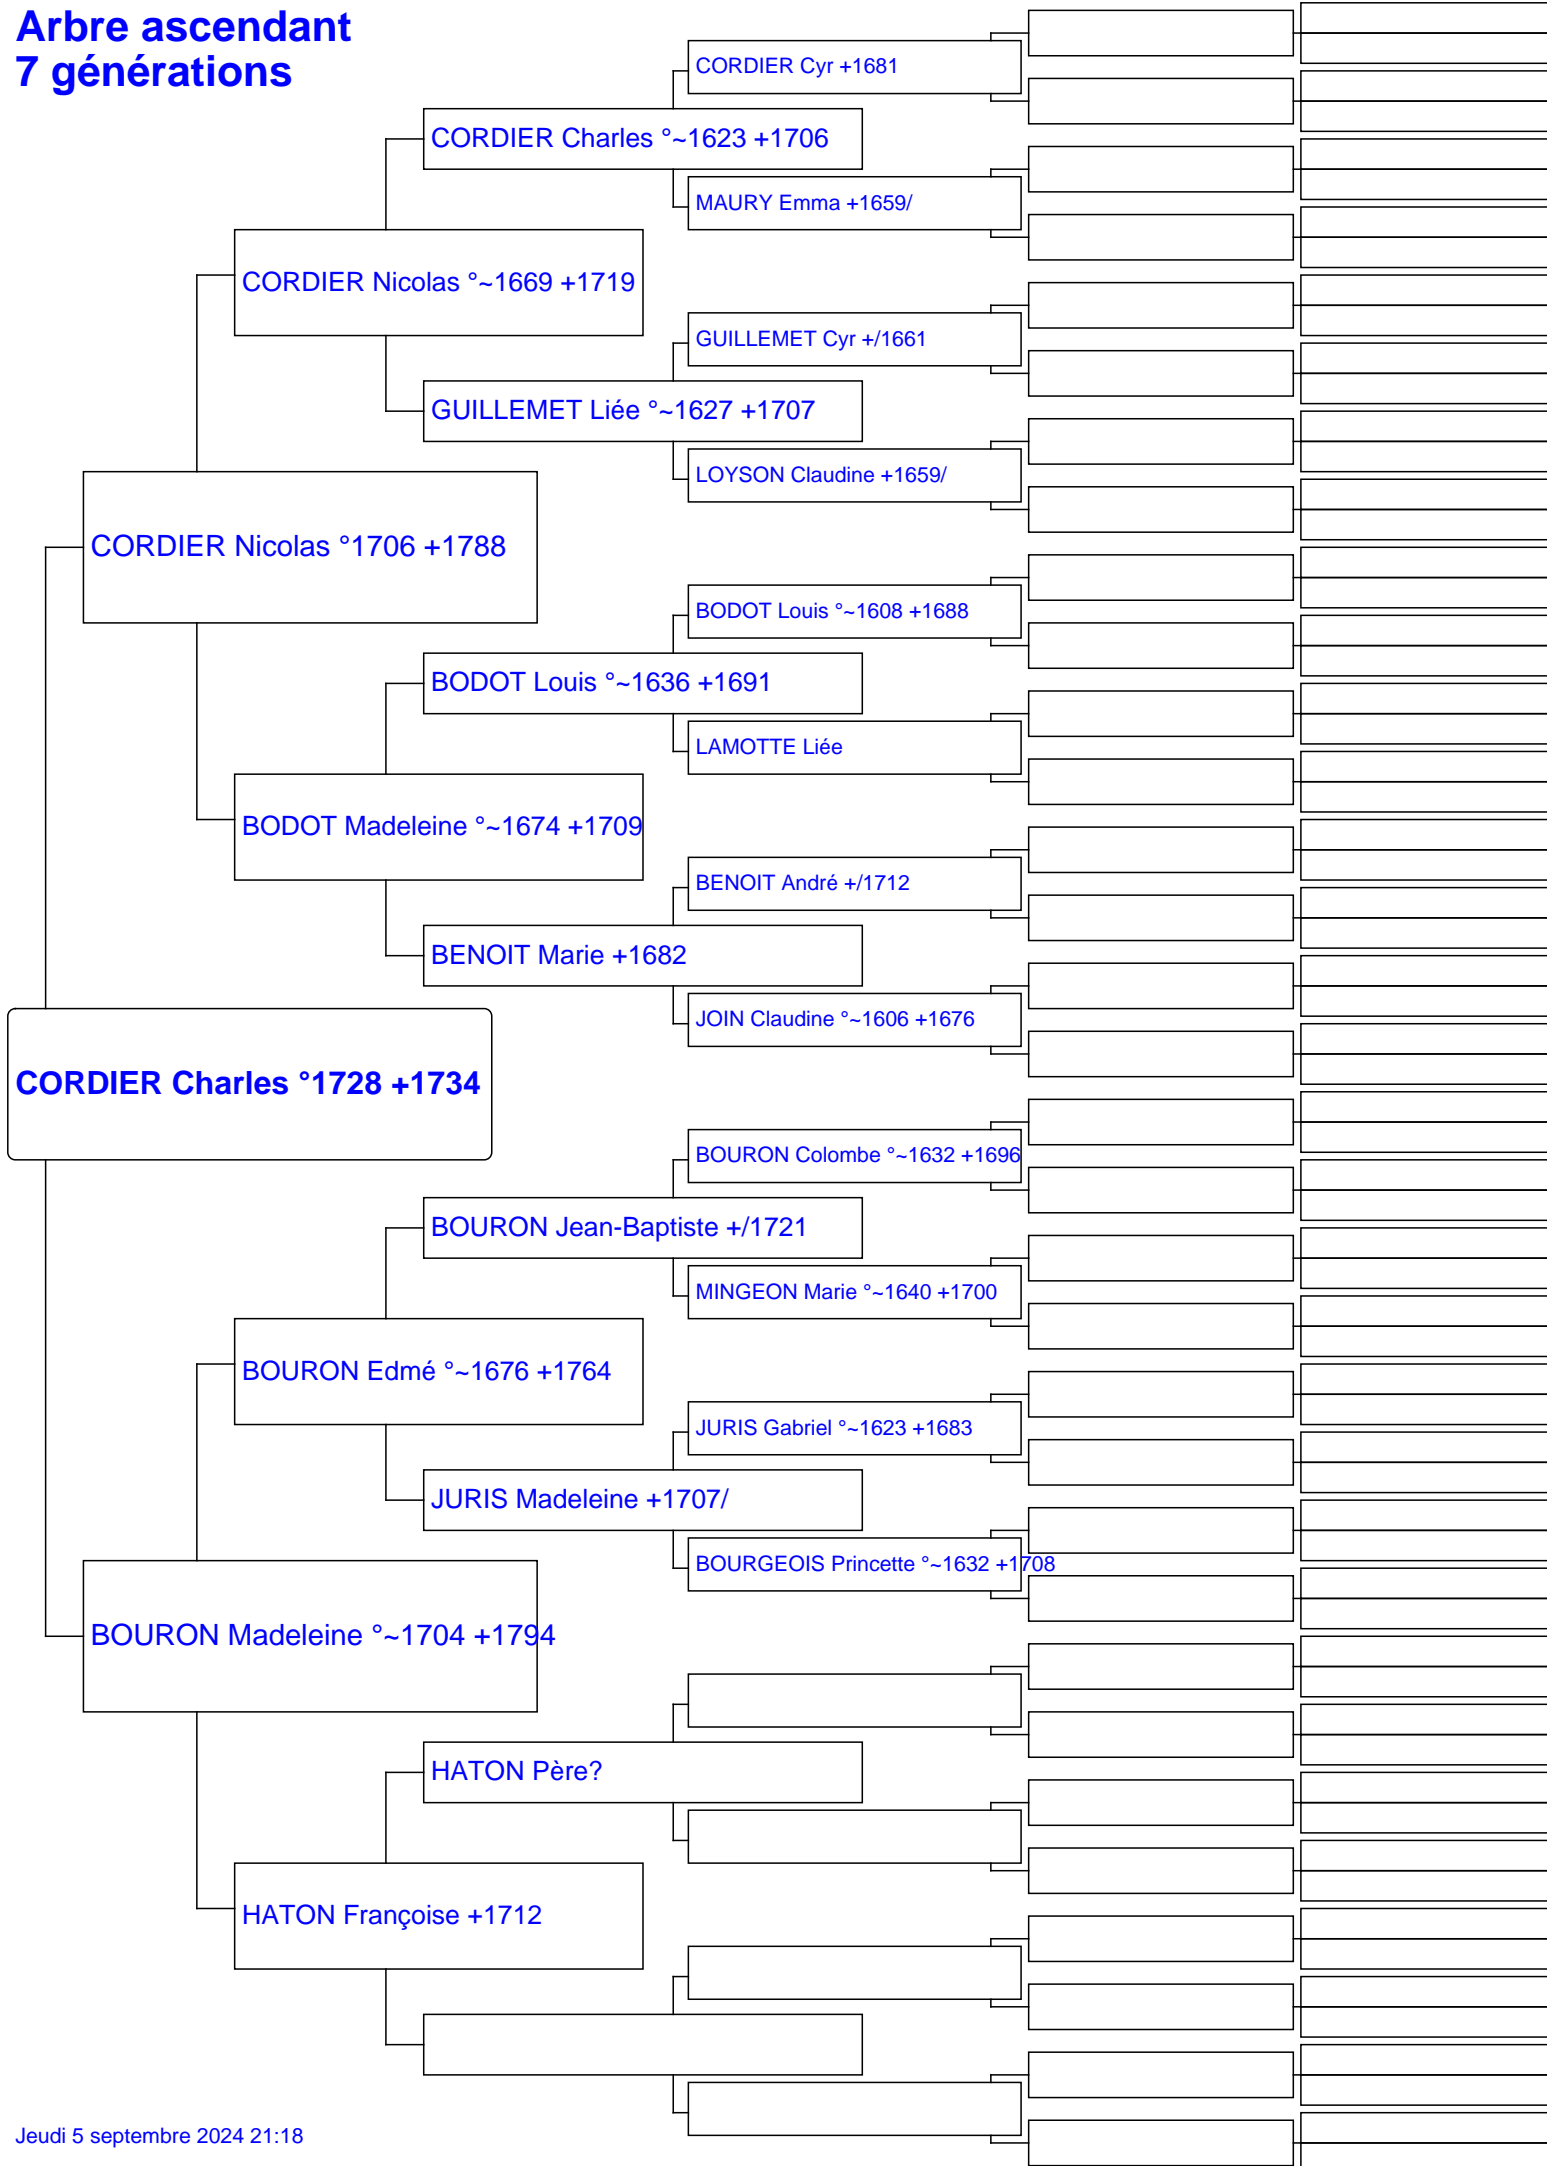 Arbre ascendant
7 générations
CORDIER Cyr +1681
CORDIER Charles °~1623 +1706
MAURY Emma +1659/
CORDIER Nicolas °~1669 +1719
GUILLEMET Cyr +/1661
GUILLEMET Liée °~1627 +1707
LOYSON Claudine +1659/
CORDIER Nicolas °1706 +1788
BODOT Louis °~1608 +1688
BODOT Louis °~1636 +1691
LAMOTTE Liée
BODOT Madeleine °~1674 +1709
BENOIT André +/1712
BENOIT Marie +1682
JOIN Claudine °~1606 +1676
CORDIER Charles °1728 +1734
BOURON Colombe °~1632 +1696
BOURON Jean-Baptiste +/1721
MINGEON Marie °~1640 +1700
BOURON Edmé °~1676 +1764
JURIS Gabriel °~1623 +1683
JURIS Madeleine +1707/
BOURGEOIS Princette °~1632 +1708
BOURON Madeleine °~1704 +1794
HATON Père?
HATON Françoise +1712
Jeudi 5 septembre 2024 21:18